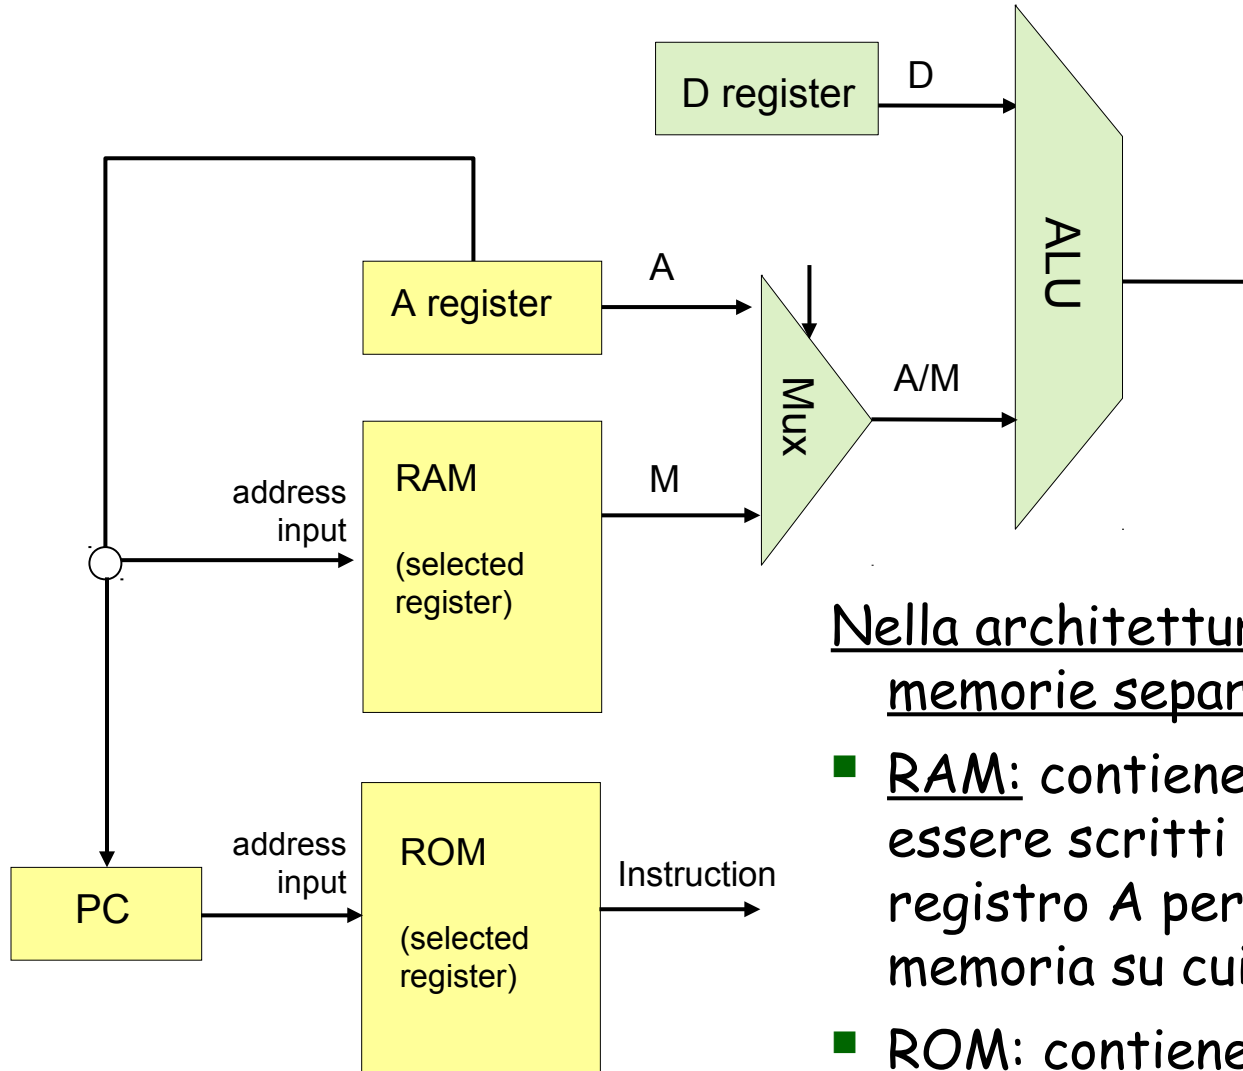 D register
D
ALU
A register
A
Mux
A/M
RAM
(selected
register)
M
address
input
ROM
(selected
register)
address
input
Instruction
PC
Nella architettur
memorie separ
RAM: contiene
essere scritti
registro A per
memoria su cui
ROM: contiene